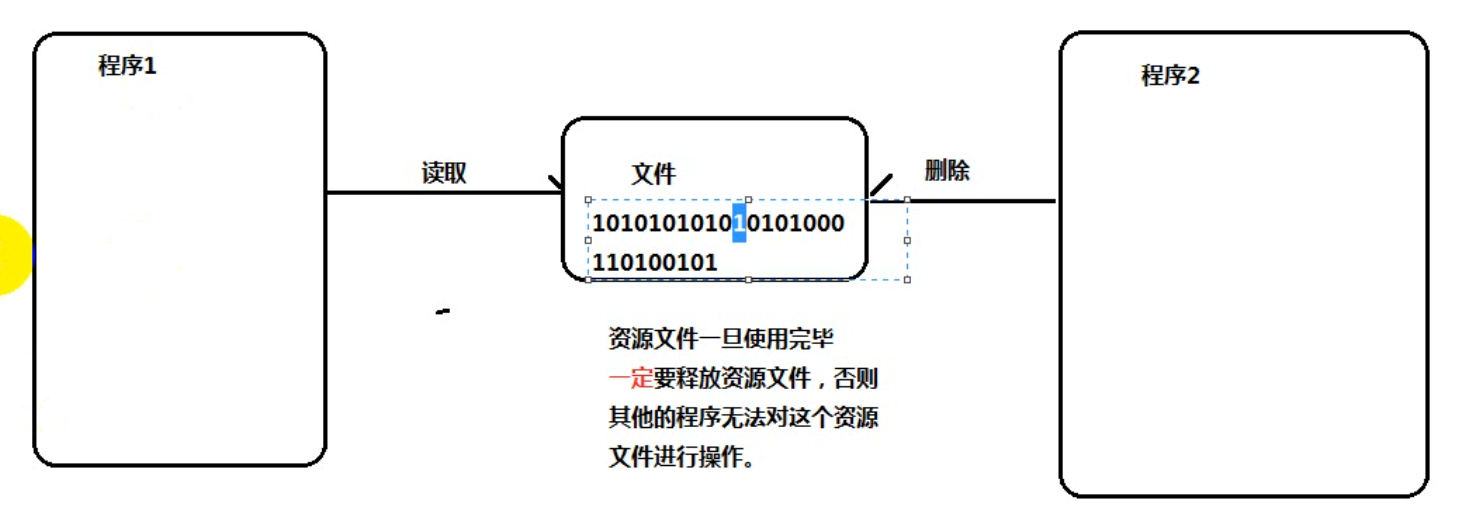 程序1
程序2
读取
删除
文件
101010101010101000
110100101
资源文件一旦使用完毕
一定要释放资源文件，否则
其他的程序无法对这个资源
文件进行操作。